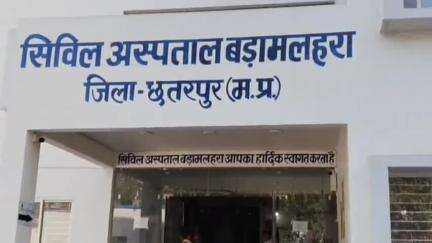 सिविल अस्पताल बड़ामलहरा
जिला-छतरपुर (म.प्र.)
सिविल अस्पताल बड़ामलहरा आपका हार्दिक स्वागत करता है